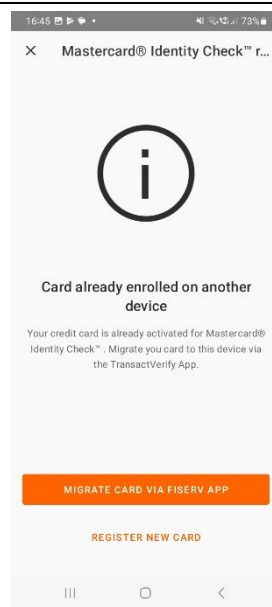 16:45
73%
Mastercard® Identity Check™ r...
i
Card already enrolled on another
device
Your credit card is already activated for Mastercard®
Identity Check™ . Migrate you card to this device via
the TransactVerify App.
MIGRATE CARD VIA FISERV APP
REGISTER NEW CARD